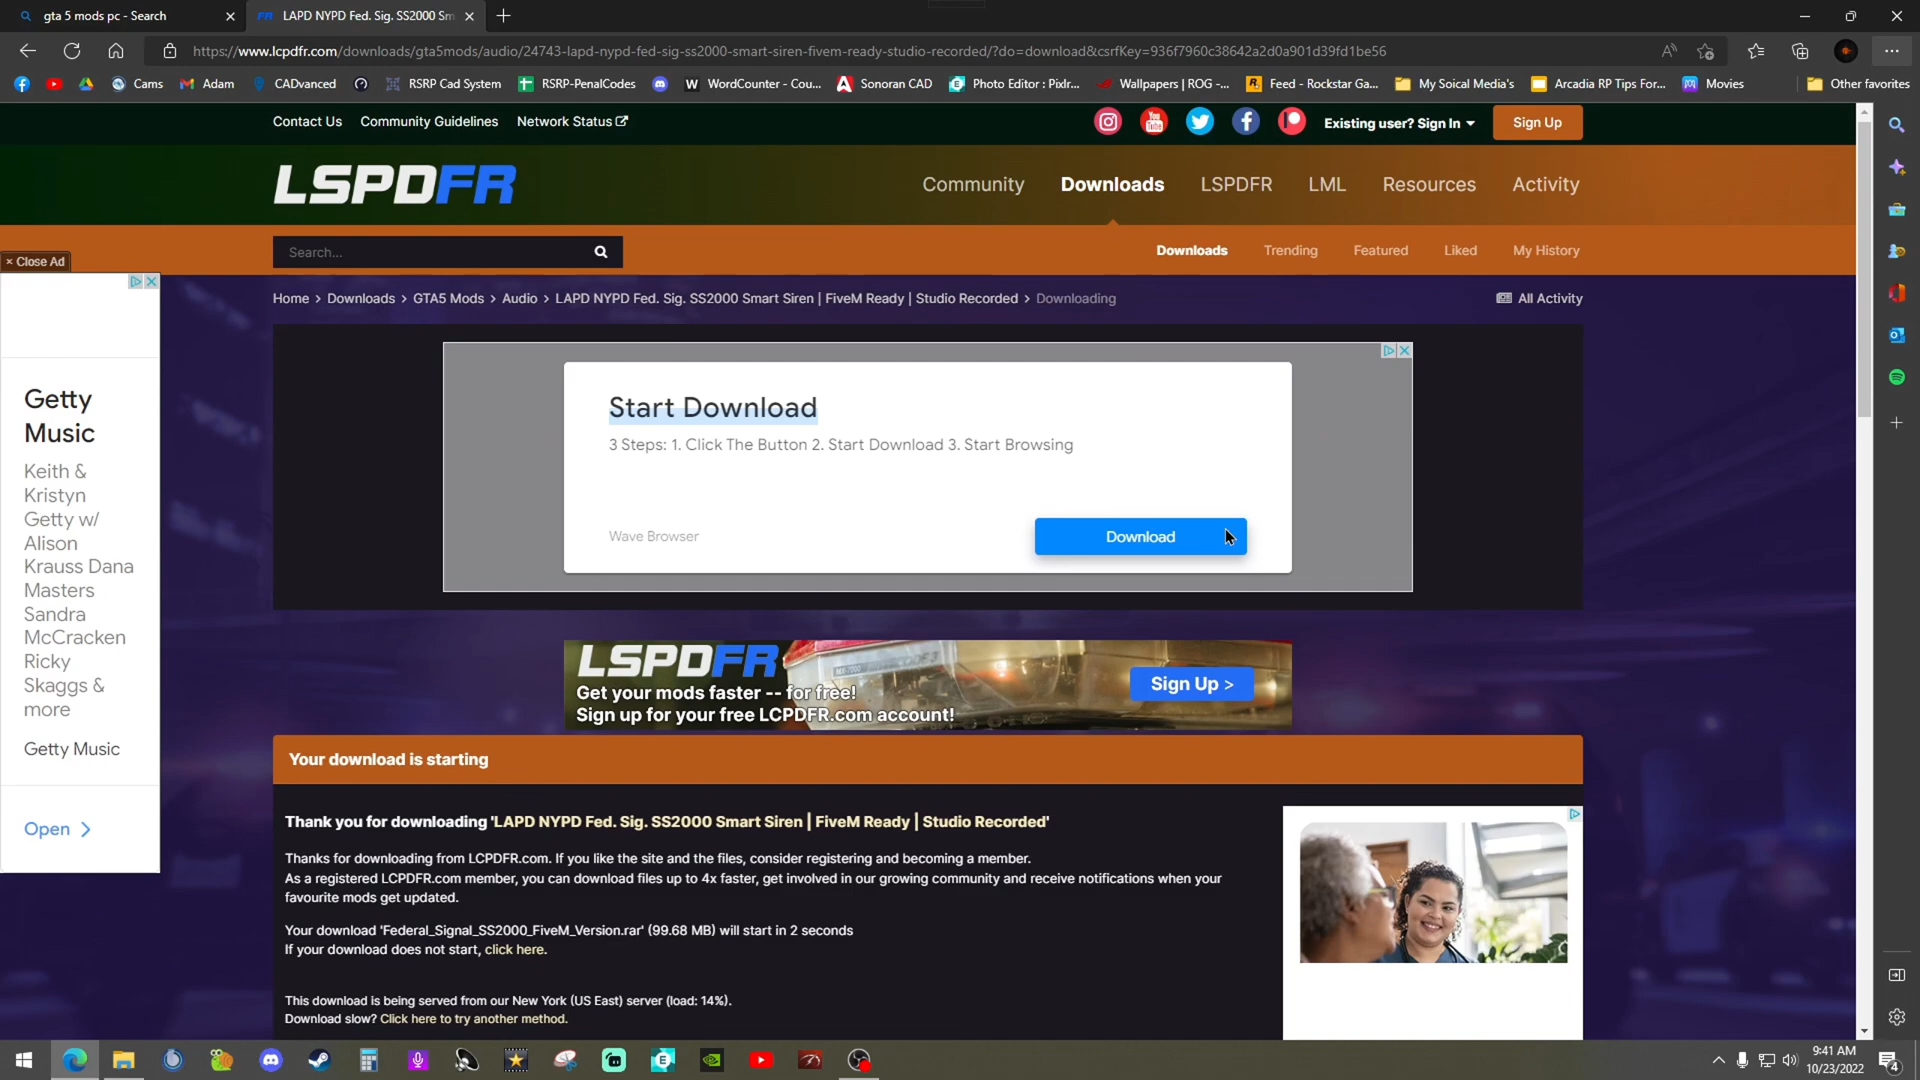 gta 5 mods pc - Search
LAPD NYPD Fed. Sig. SS2000 Sm
https://www.lcpdfr.com/downloads/gta5mods/audio/24743-lapd-nypd-fed-sig-ss2000-smart-siren-fivem-ready-studio-recorded/?do=download&csrfKey=936f7960c38642a2d0a901d39fd1be56
Cams
Adam
CADvanced
RSRP Cad System
RSRP-PenalCodes
WordCounter - Cou...
Sonoran CAD
Photo Editor : Pixlr...
Wallpapers | ROG -...
Feed - Rockstar Ga...
My Soical Media's
Arcadia RP Tips For...
Movies
Other favorites
Contact Us
Community Guidelines
Network Status
Existing user? Sign In
Sign Up
LSPDFR
Community
Downloads
LSPDFR
LML
Resources
Activity
Search...
Downloads
Trending
Featured
Liked
My History
× Close Ad
Home > Downloads > GTA5 Mods > Audio > LAPD NYPD Fed. Sig. SS2000 Smart Siren | FiveM Ready | Studio Recorded > Downloading
All Activity
Getty
Music
Keith &
Kristyn
Getty w/
Alison
Krauss Dana
Masters
Sandra
McCracken
Ricky
Skaggs &
more
Getty Music
Open
Start Download
3 Steps: 1. Click The Button 2. Start Download 3. Start Browsing
Wave Browser
Download
LSPDFR
Get your mods faster -- for free!
Sign up for your free LCPDFR.com account!
Sign Up >
Your download is starting
Thank you for downloading 'LAPD NYPD Fed. Sig. SS2000 Smart Siren | FiveM Ready | Studio Recorded'
Thanks for downloading from LCPDFR.com. If you like the site and the files, consider registering and becoming a member.
As a registered LCPDFR.com member, you can download files up to 4x faster, get involved in our growing community and receive notifications when your
favourite mods get updated.
Your download 'Federal_Signal_SS2000_FiveM_Version.rar' (99.68 MB) will start in 2 seconds
If your download does not start, click here.
This download is being served from our New York (US East) server (load: 14%).
Download slow? Click here to try another method.
9:41 AM
10/23/2022
4